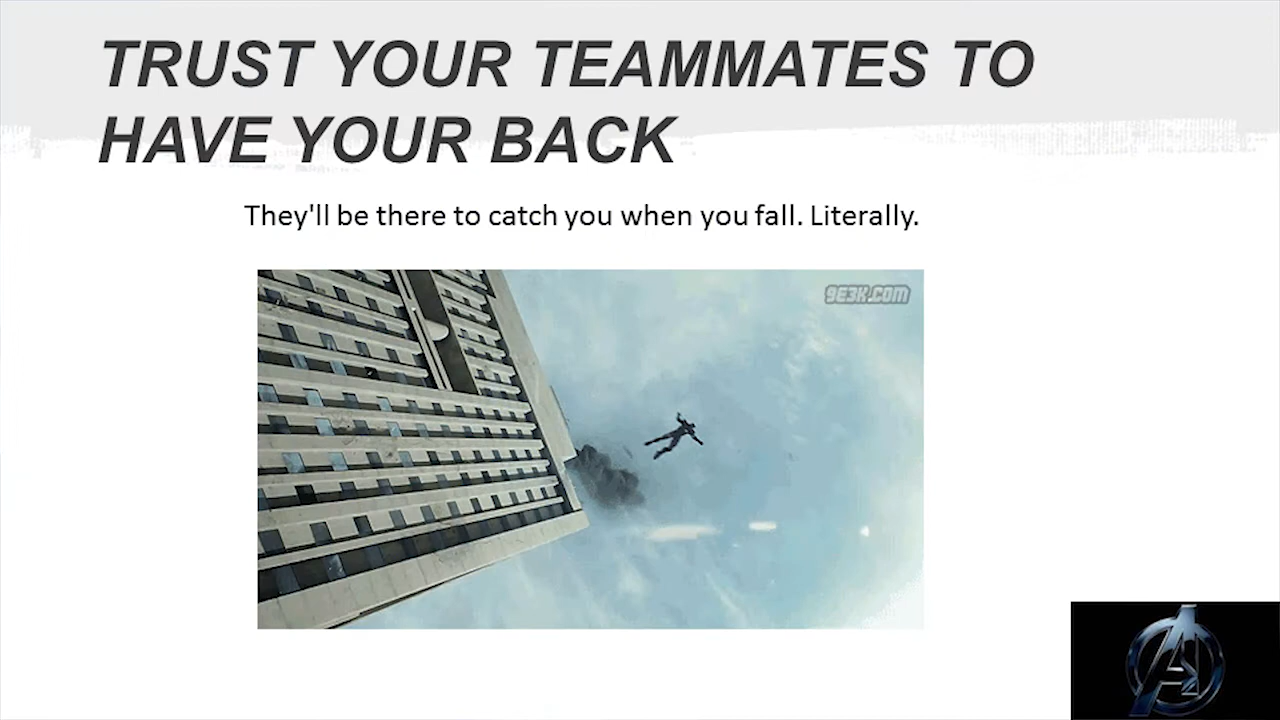 TRUST YOUR TEAMMATES TO
HAVE YOUR BACK
They'll be there to catch you when you fall. Literally.
9E3K.COM